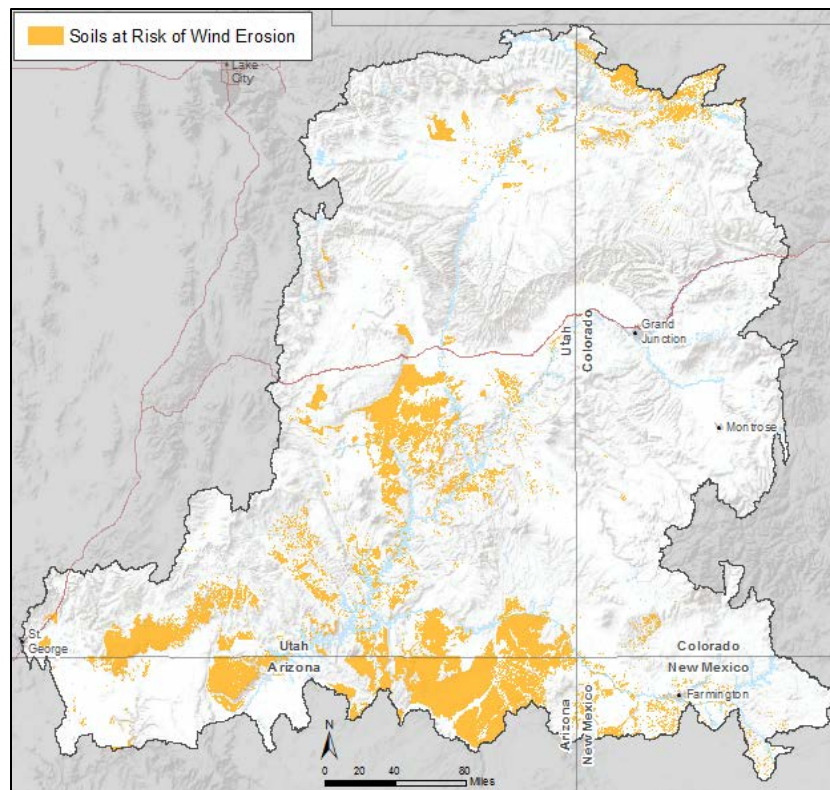 Soils at Risk of Wind Erosion
Lake
City
Utah
Colorado
Grand
Junction
Montrose
St.
George
Utah
Arizona
Colorado
New Mexico
Farmington
Arizona
New Mexico
N
0 20 40 80
Miles